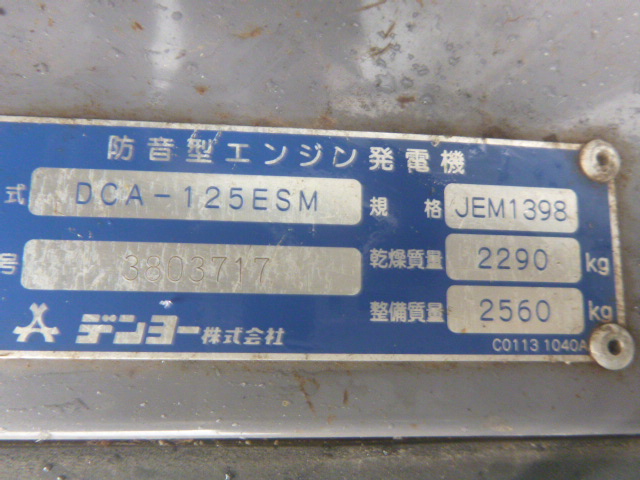 防音型エンジン発電機
式 DCA-125ESM 規格 JEM1398
号 3803717 乾燥質量 2290 kg
整備質量 2560 kg
デンヨー株式会社
C0113 1040A